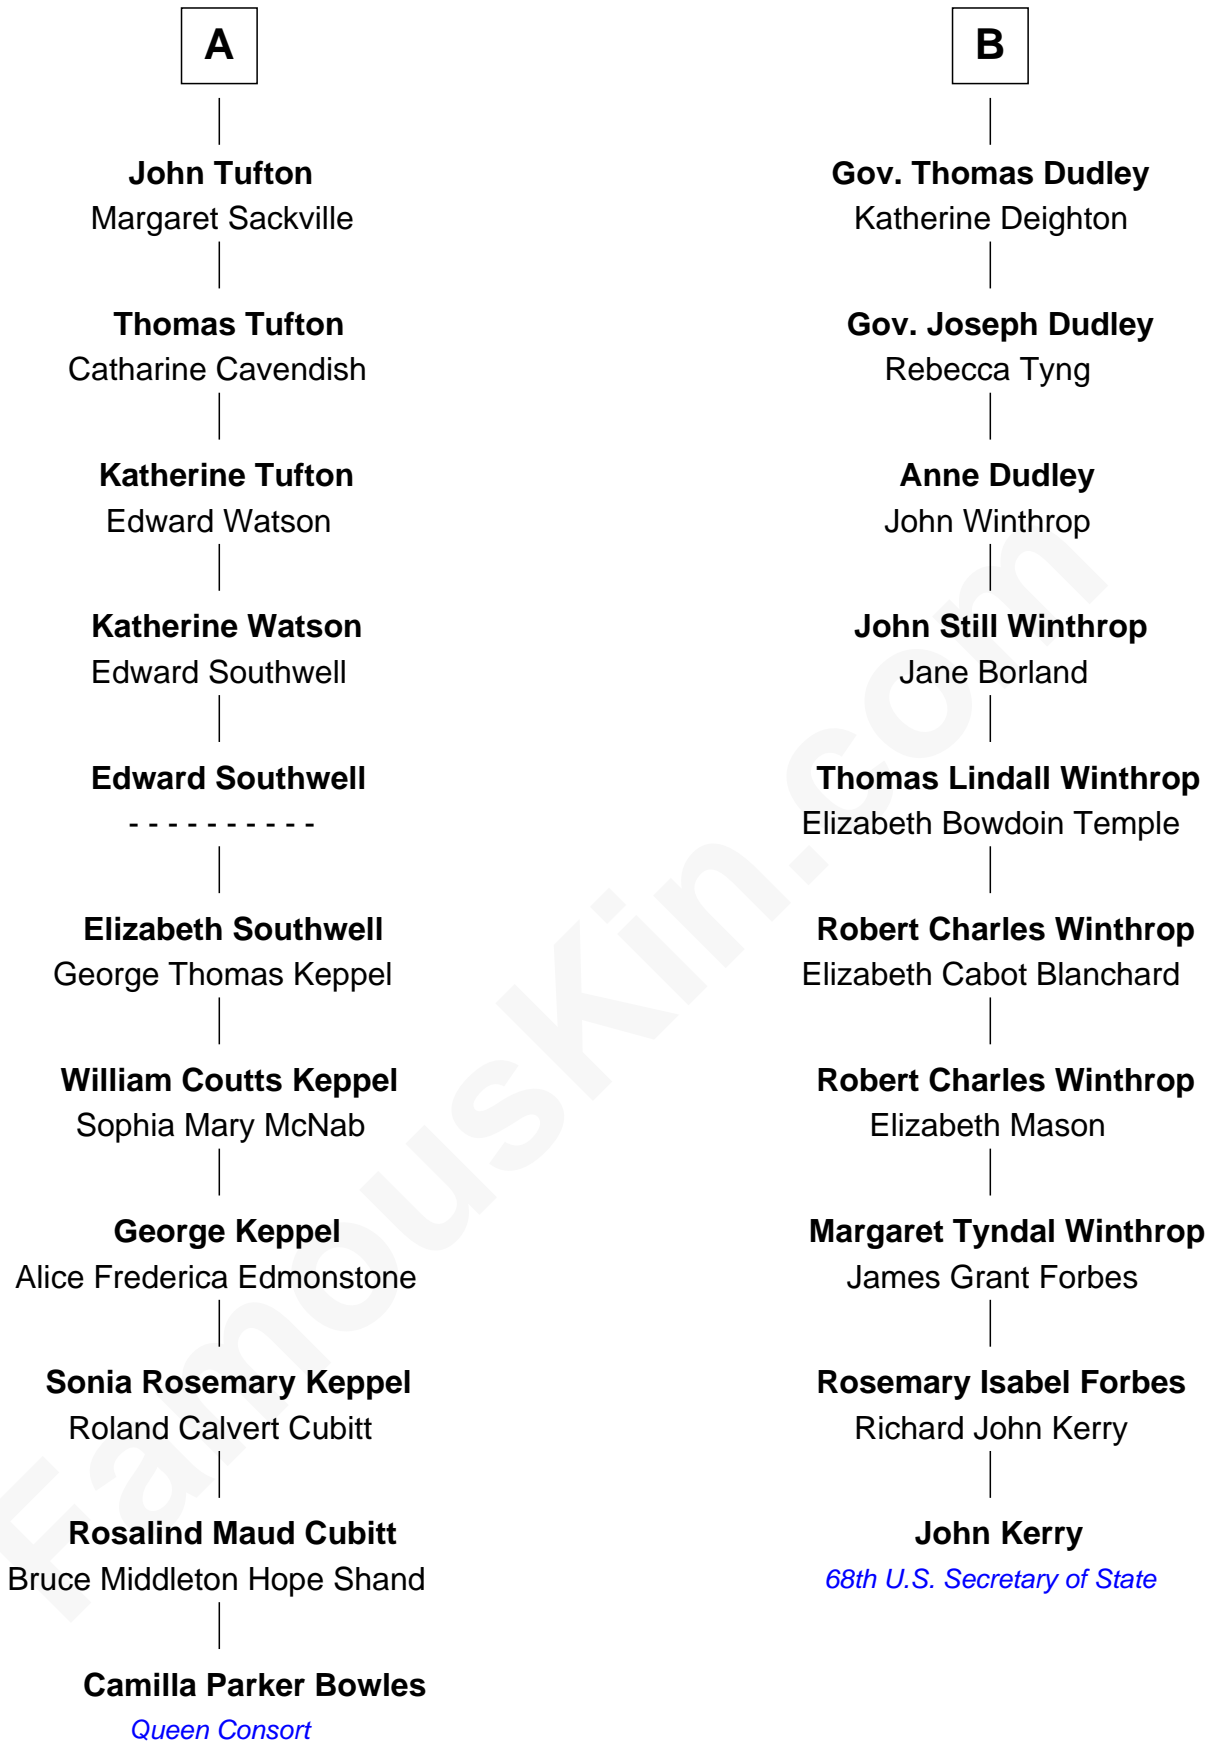 A
John Tufton
Margaret Sackville
Thomas Tufton
Catharine Cavendish
Katherine Tufton
Edward Watson
Katherine Watson
Edward Southwell
Edward Southwell
- - - - - - - - - -
Elizabeth Southwell
George Thomas Keppel
William Coutts Keppel
Sophia Mary McNab
George Keppel
Alice Frederica Edmonstone
Sonia Rosemary Keppel
Roland Calvert Cubitt
Rosalind Maud Cubitt
Bruce Middleton Hope Shand
Camilla Parker Bowles
Queen Consort
B
Gov. Thomas Dudley
Katherine Deighton
Gov. Joseph Dudley
Rebecca Tyng
Anne Dudley
John Winthrop
John Still Winthrop
Jane Borland
Thomas Lindall Winthrop
Elizabeth Bowdoin Temple
Robert Charles Winthrop
Elizabeth Cabot Blanchard
Robert Charles Winthrop
Elizabeth Mason
Margaret Tyndal Winthrop
James Grant Forbes
Rosemary Isabel Forbes
Richard John Kerry
John Kerry
68th U.S. Secretary of State
FamousKin.com